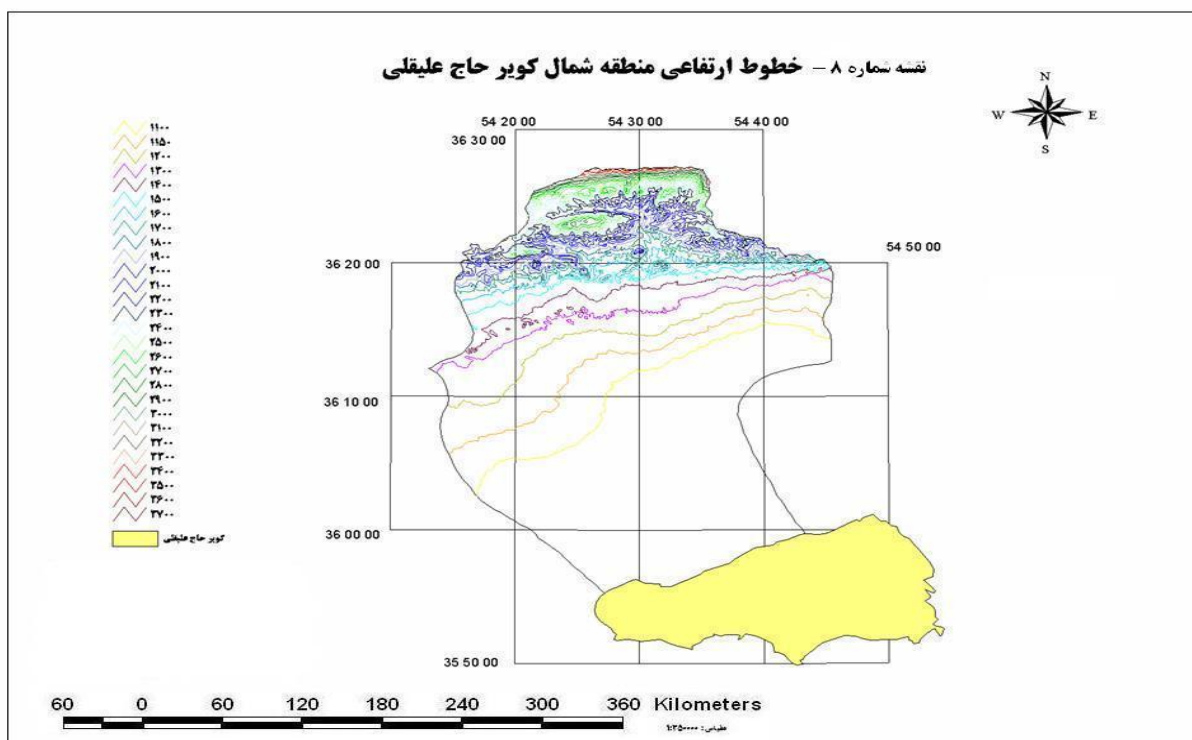 نقشه شماره ۸ – خطوط ارتفاعی منطقه شمال کویر حاج علیقلی
N
W E
S
54 20 00 54 30 00 54 40 00
36 30 00
54 50 00
36 20 00
36 10 00
36 00 00
35 50 00
۱۱۰۰
۱۱۵۰
۱۲۰۰
۱۳۰۰
۱۴۰۰
۱۵۰۰
۱۶۰۰
۱۷۰۰
۱۸۰۰
۱۹۰۰
۲۰۰۰
۲۱۰۰
۲۲۰۰
۲۳۰۰
۲۴۰۰
۲۵۰۰
۲۶۰۰
۲۷۰۰
۲۸۰۰
۲۹۰۰
۳۰۰۰
۳۱۰۰
۳۲۰۰
۳۳۰۰
۳۴۰۰
۳۵۰۰
۳۶۰۰
۳۷۰۰
کویر حاج علیقلی
60 0 60 120 180 240 300 360 Kilometers
مقیاس: ۱:۳۵۰۰۰۰